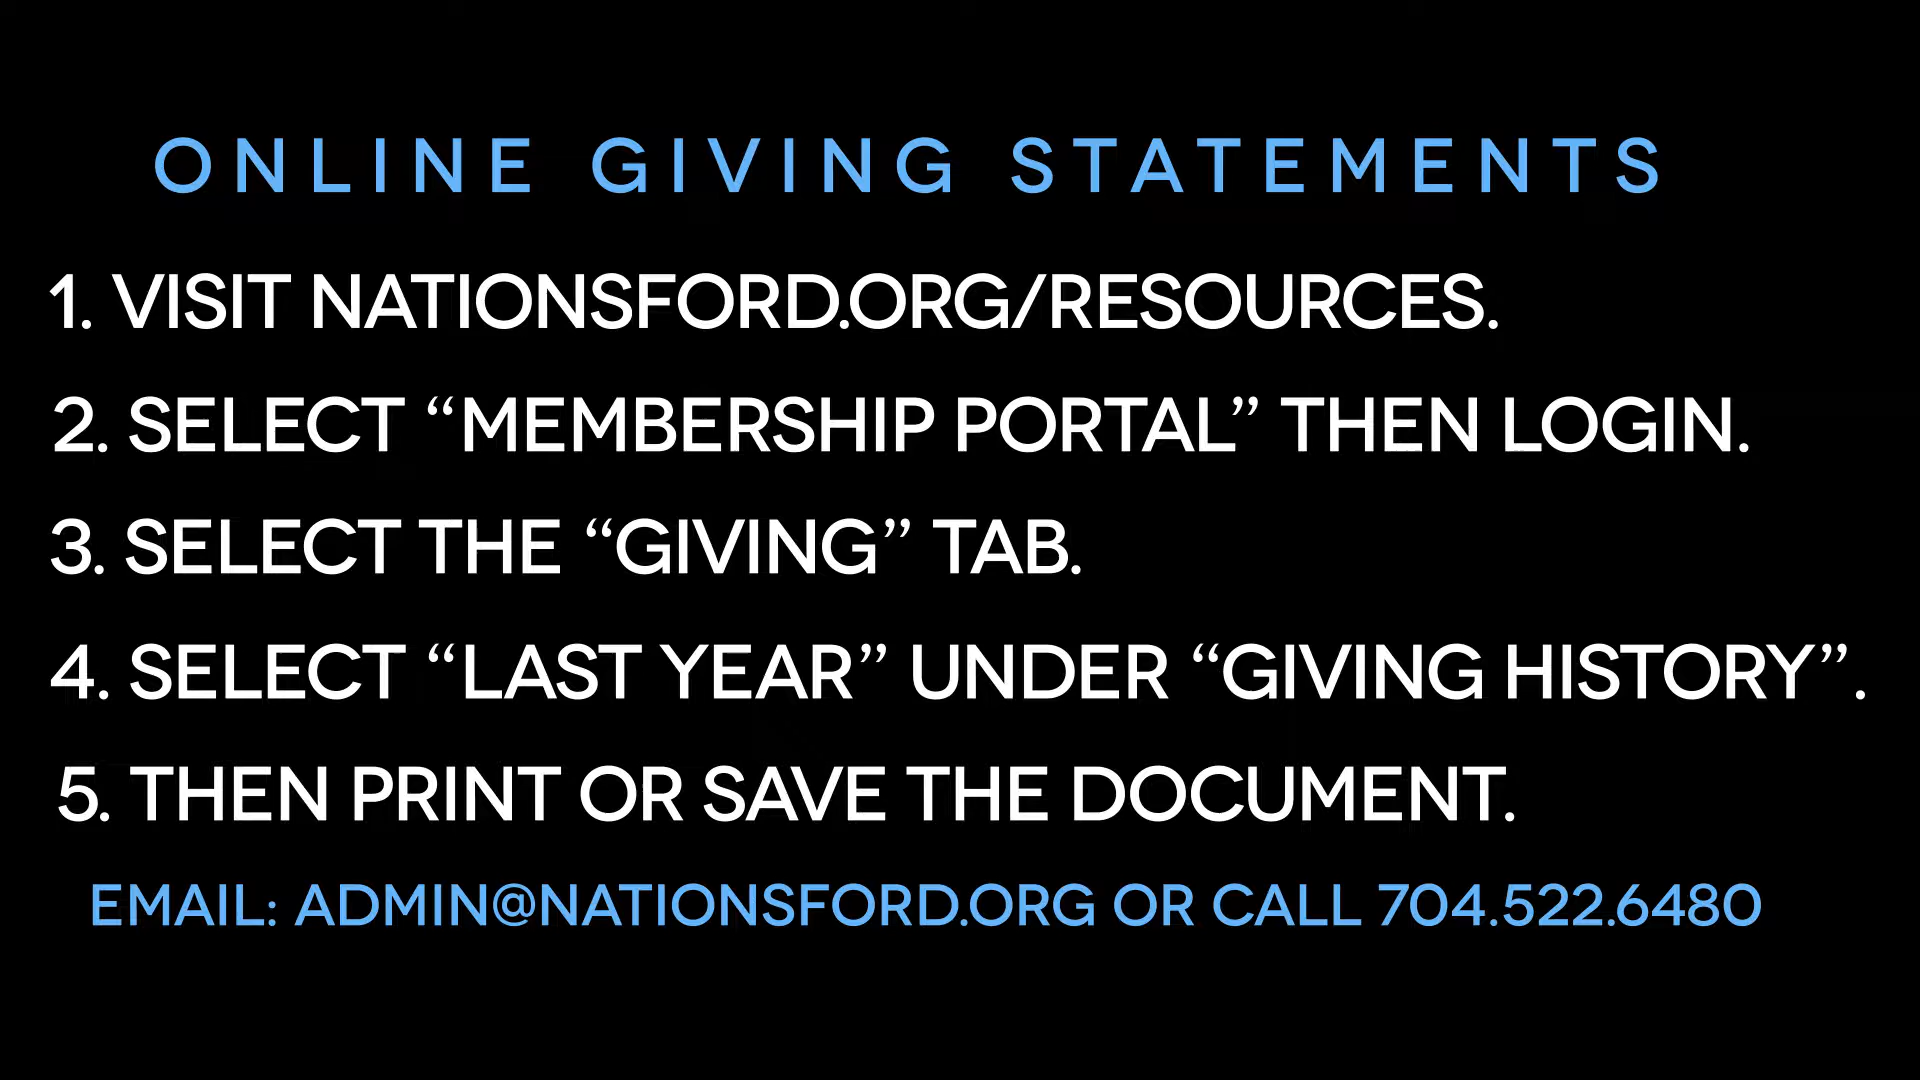 ONLINE GIVING STATEMENTS
1. VISIT NATIONSFORD.ORG/RESOURCES.
2. SELECT “MEMBERSHIP PORTAL” THEN LOGIN.
3. SELECT THE “GIVING” TAB.
4. SELECT “LAST YEAR” UNDER “GIVING HISTORY”.
5. THEN PRINT OR SAVE THE DOCUMENT.
EMAIL: ADMIN@NATIONSFORD.ORG OR CALL 704.522.6480